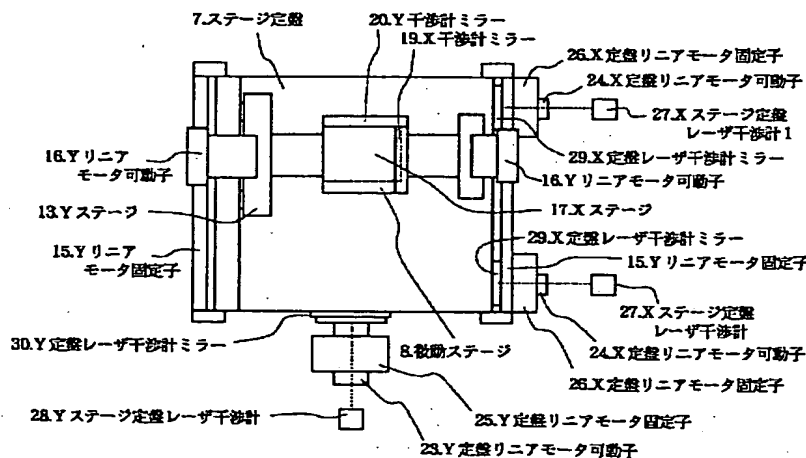 20.Y干渉計ミラー
7.ステージ定盤
19.X干渉計ミラー
26.X定盤リニアモータ固定子
24.X定盤リニアモータ可動子
27.Xステージ定盤
レーザ干渉計1
29.X定盤レーザ干渉計ミラー
16.Yリニア
モータ可動子
16.Yリニアモータ可動子
13.Yステージ
17.Xステージ
29.X定盤レーザ干渉計ミラー
15.Yリニア
モータ固定子
15.Yリニアモータ固定子
27.Xステージ定盤
レーザ干渉計
30.Y定盤レーザ干渉計ミラー
8.微動ステージ
24.X定盤リニアモータ可動子
26.X定盤リニアモータ固定子
28.Yステージ定盤レーザ干渉計
25.Y定盤リニアモータ固定子
23.Y定盤リニアモータ可動子